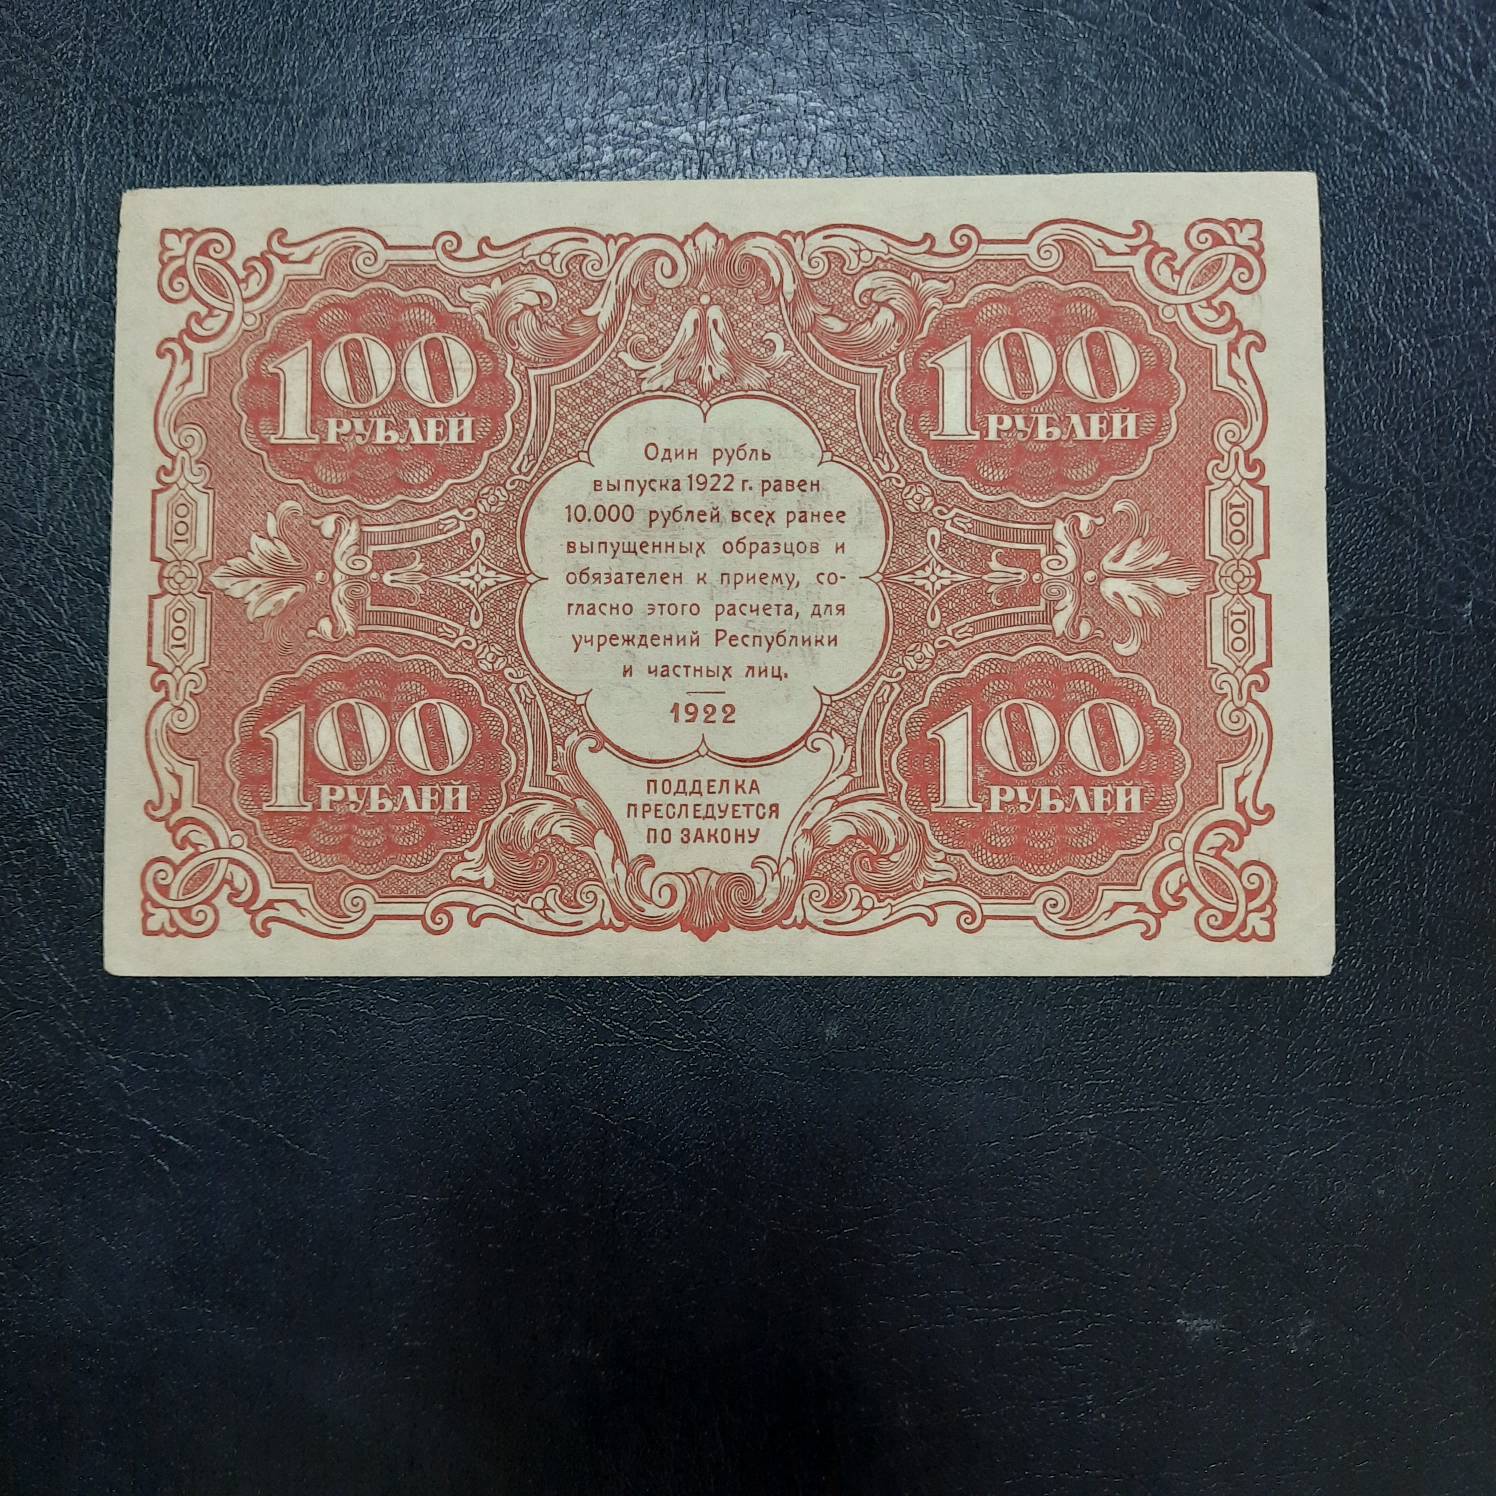 100
РУБЛЕЙ
100
РУБЛЕЙ
Один рубль
выпуска 1922 г. равен
10.000 рублей всех ранее
выпущенных образцов и
обязателен к приему, со-
гласно этого расчета, для
учреждений Республики
и частных лиц.
1922
100
100
100
100
100
РУБЛЕЙ
100
РУБЛЕЙ
ПОДДЕЛКА
ПРЕСЛЕДУЕТСЯ
ПО ЗАКОНУ